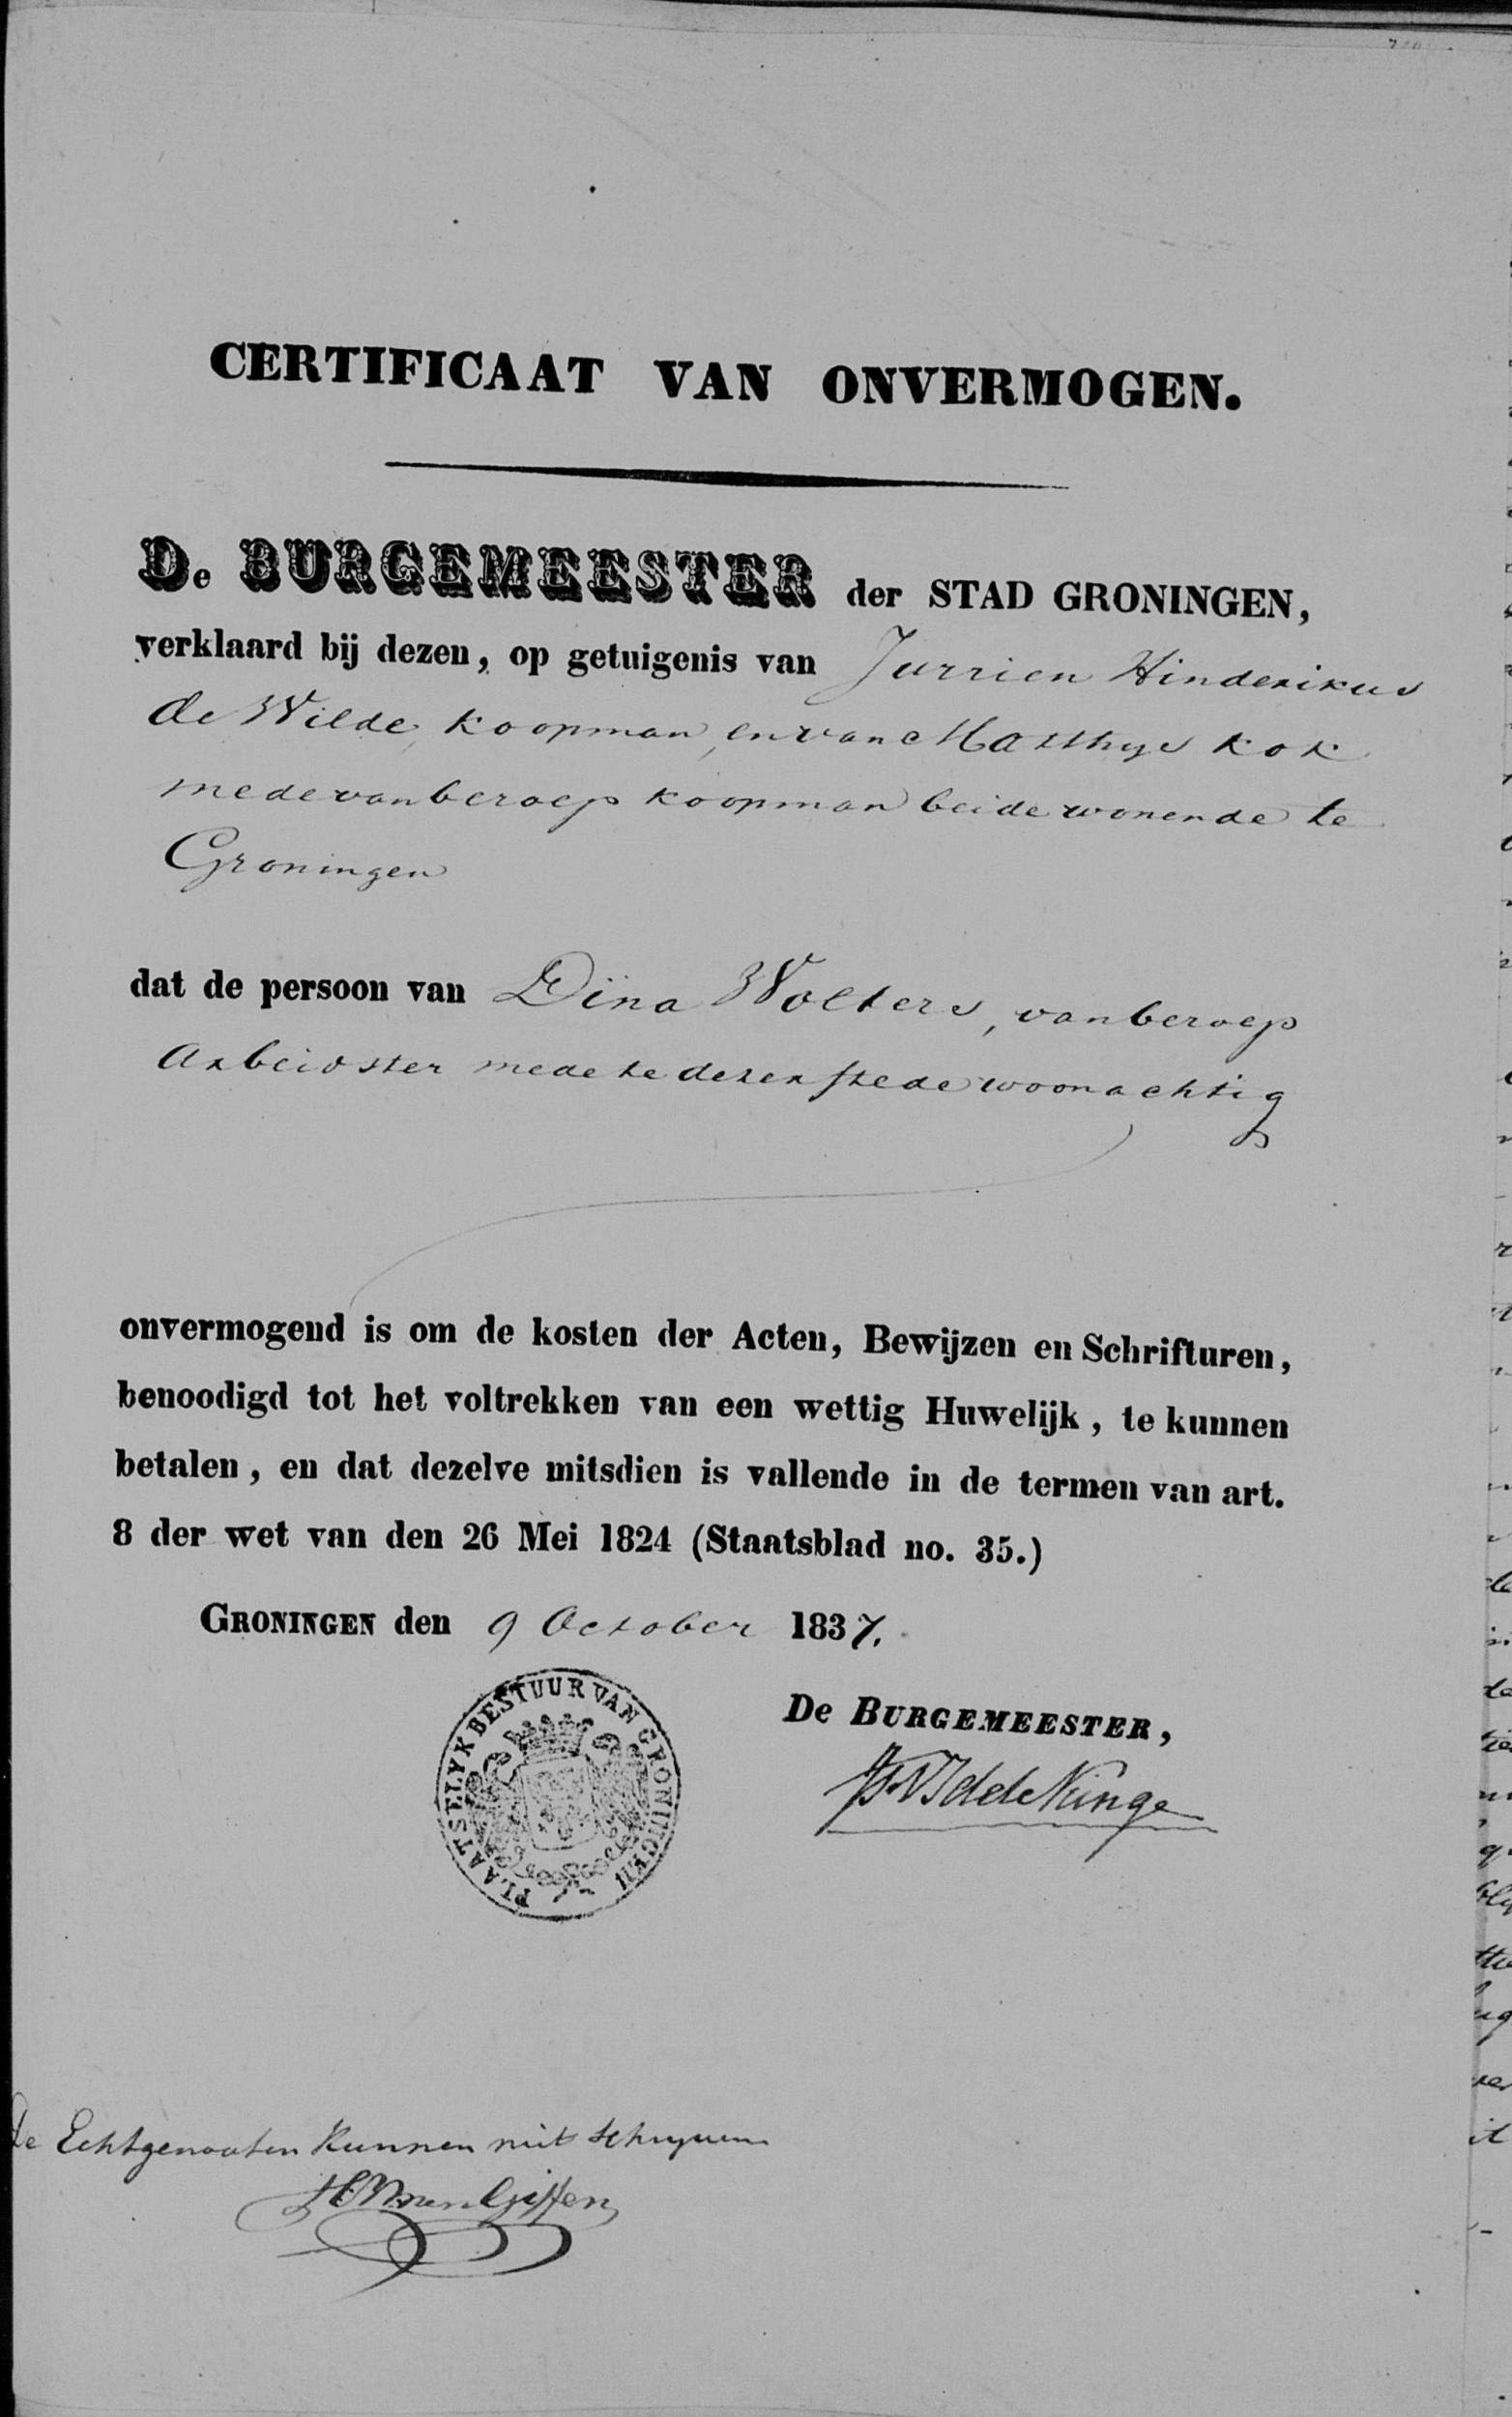 CERTIFICAAT VAN ONVERMOGEN.
De BURGEMEESTER der STAD GRONINGEN,
verklaard bij dezen, op getuigenis van Jurrien Hinderikus
de Wilde, koopman, en van Matthys Kok
mede van beroep koopman beide wonende te
Groningen
dat de persoon van Dina Wolters, van beroep
Arbeidster mede te dezer stede woonachtig
onvermogend is om de kosten der Acten, Bewijzen en Schrifturen,
benoodigd tot het voltrekken van een wettig Huwelijk, te kunnen
betalen, en dat dezelve mitsdien is vallende in de termen van art.
8 der wet van den 26 Mei 1824 (Staatsblad no. 35.)
GRONINGEN den 9 October 1837.
PLAATSELYK BESTUUR VAN GRONINGEN
De BURGEMEESTER,
de Echtgenooten kunnen niet schryven